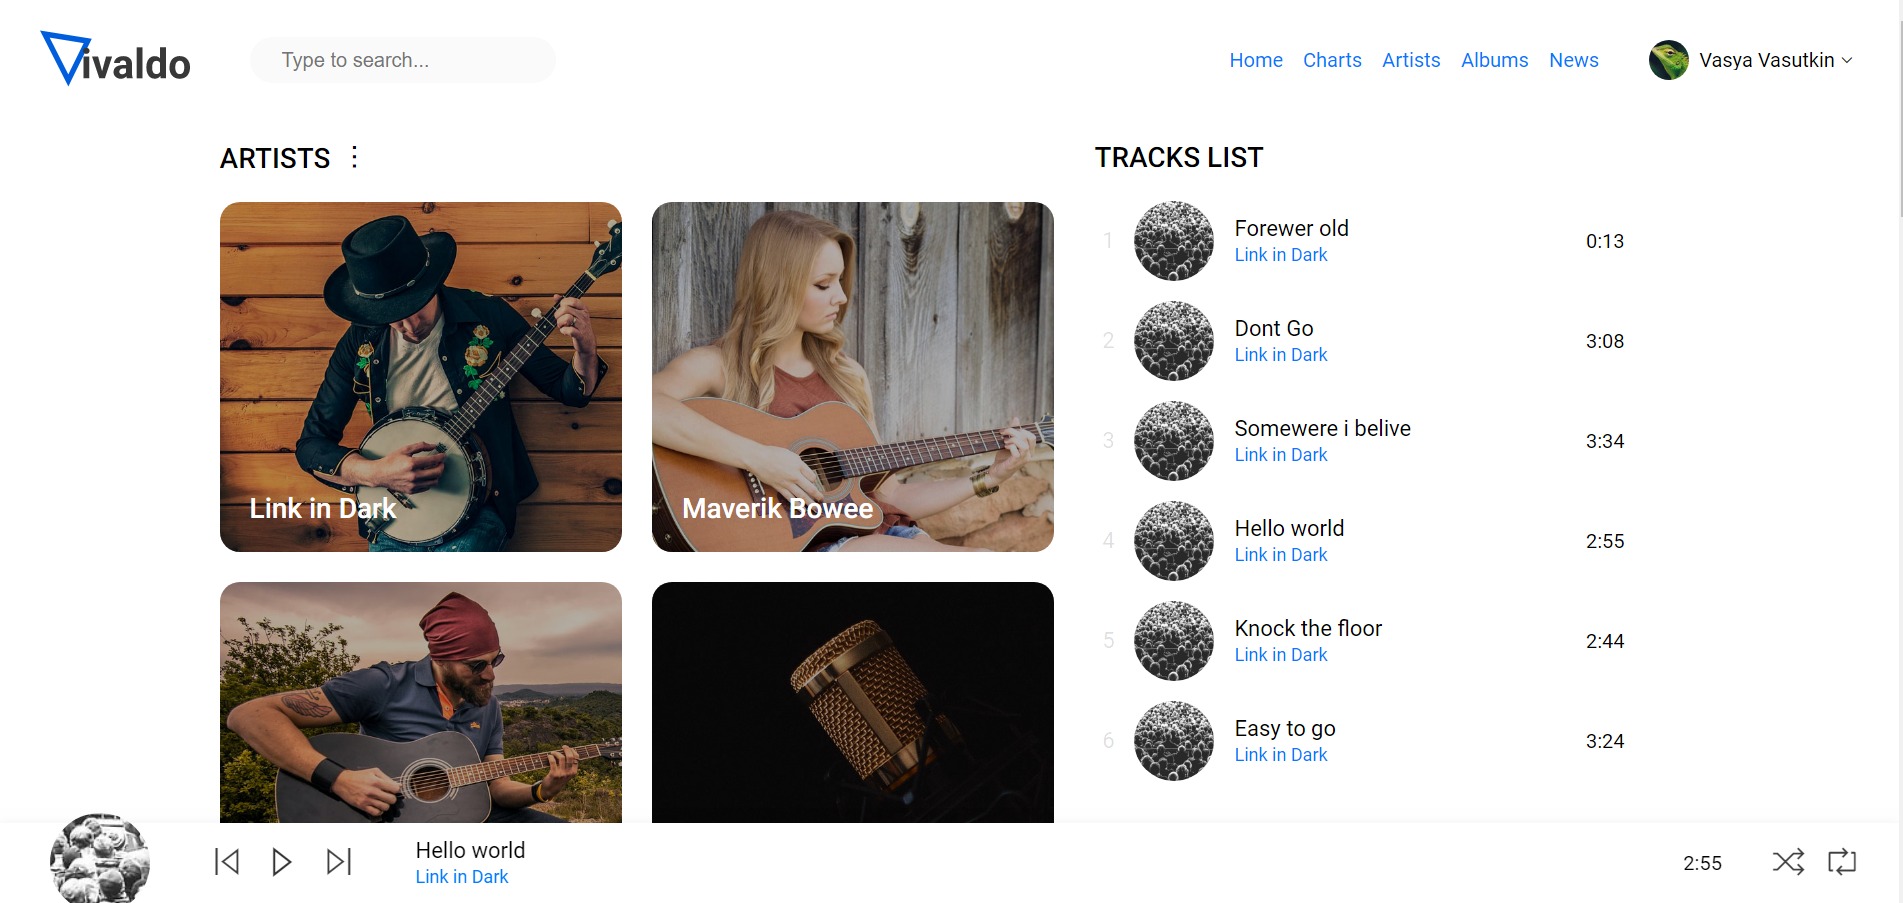 Vivaldo
Type to search...
Home Charts Artists Albums News
Vasya Vasutkin
ARTISTS
Link in Dark
Maverik Bowee
TRACKS LIST
1 Forewer old 0:13
Link in Dark
2 Dont Go 3:08
Link in Dark
3 Somewere i belive 3:34
Link in Dark
4 Hello world 2:55
Link in Dark
5 Knock the floor 2:44
Link in Dark
6 Easy to go 3:24
Link in Dark
Hello world
Link in Dark
2:55